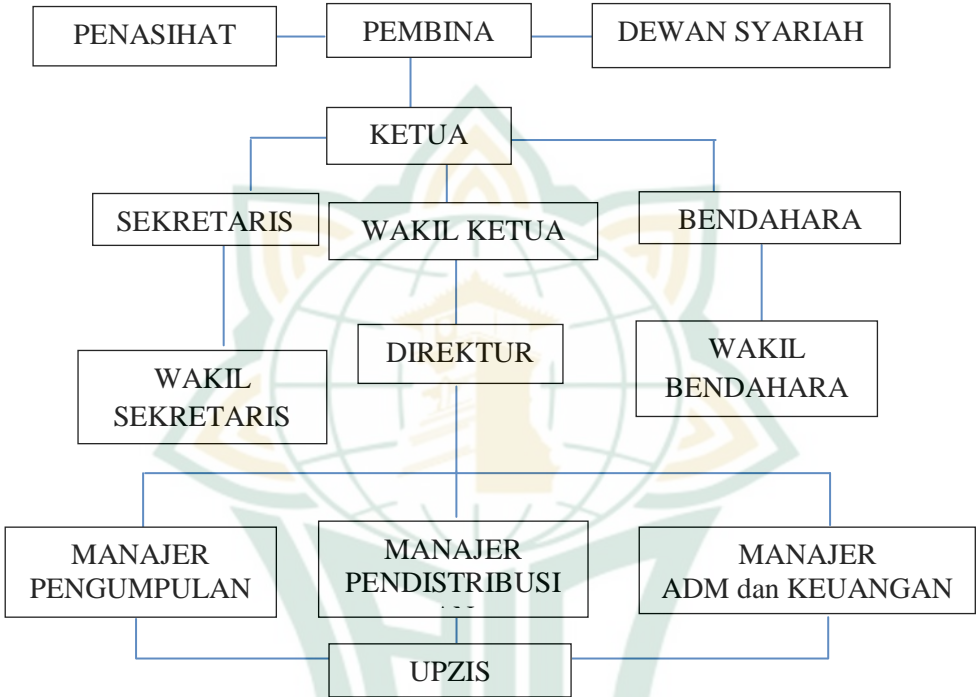 PENASIHAT
PEMBINA
DEWAN SYARIAH
KETUA
SEKRETARIS
WAKIL KETUA
BENDAHARA
WAKIL
SEKRETARIS
DIREKTUR
WAKIL
BENDAHARA
MANAJER
PENGUMPULAN
MANAJER
PENDISTRIBUSI
MANAJER
ADM dan KEUANGAN
UPZIS